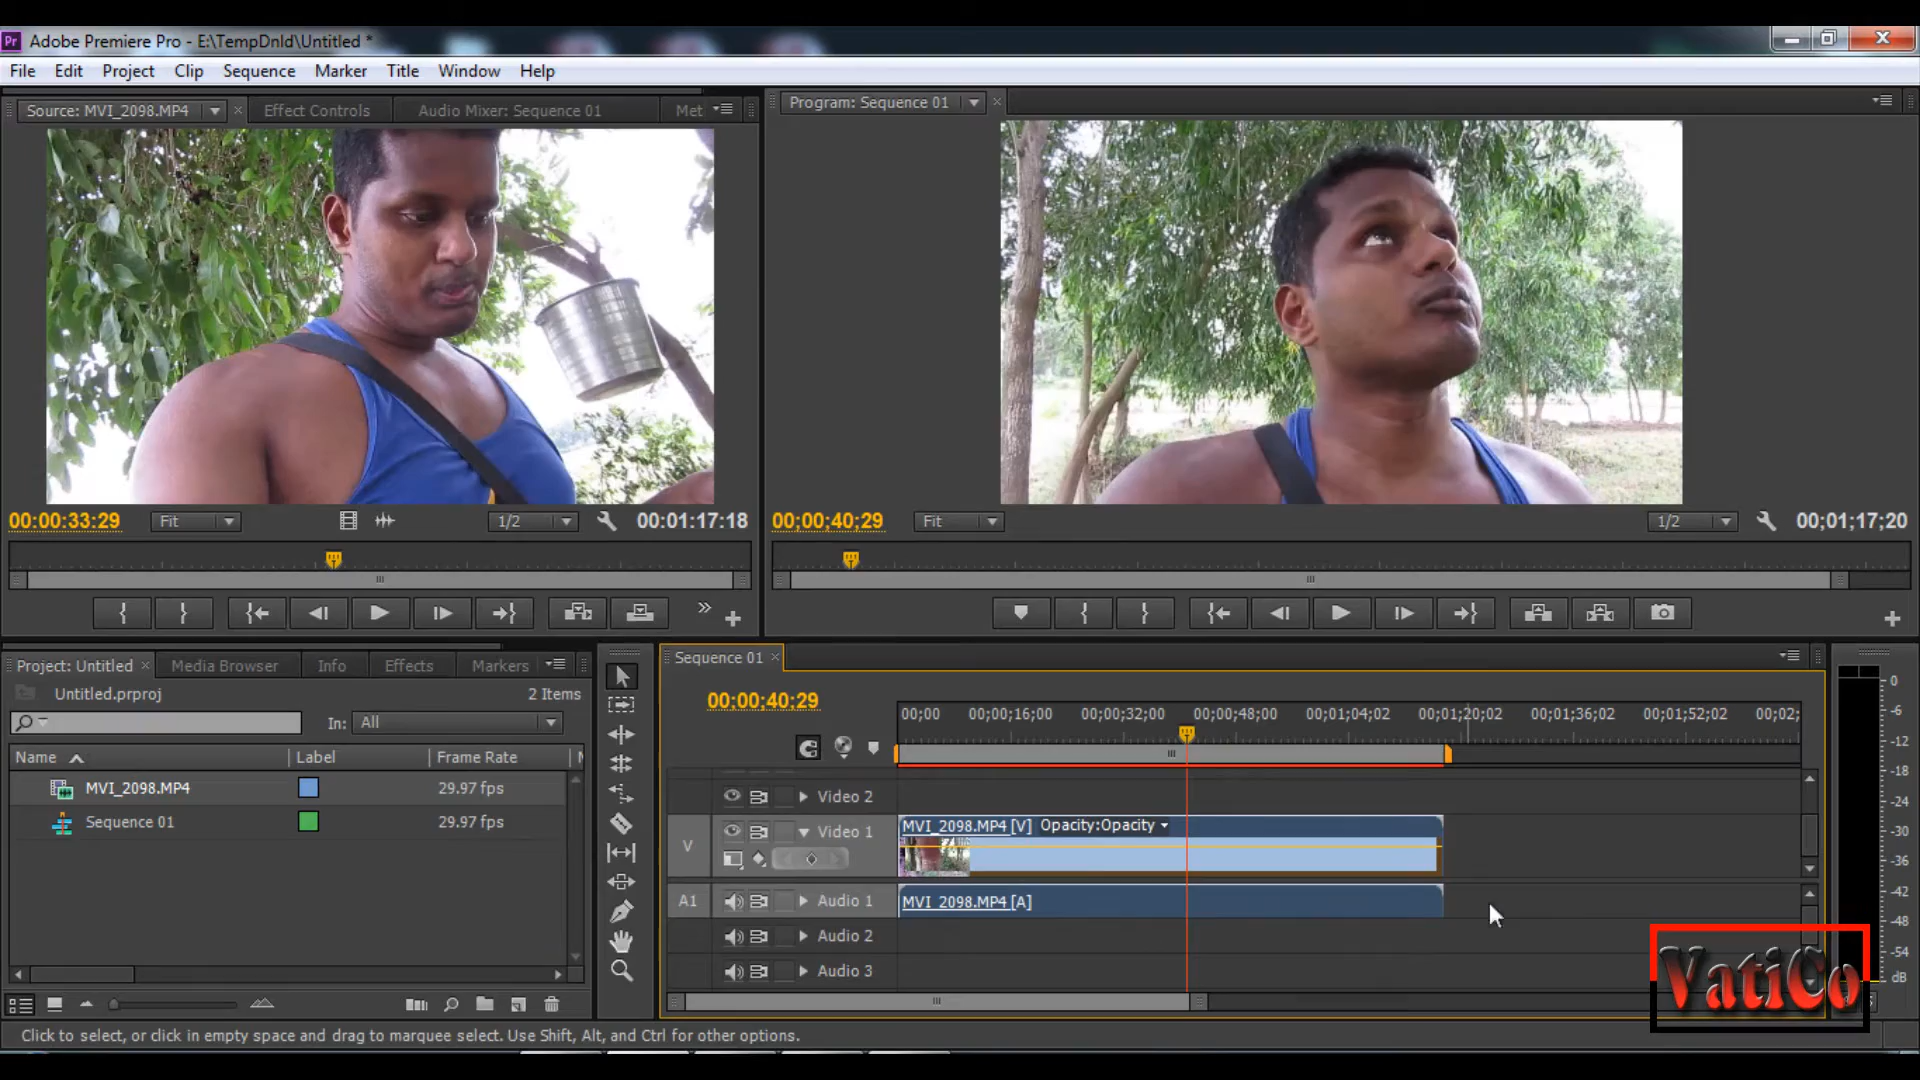 Pr Adobe Premiere Pro - E:\TempDnld\Untitled *
File Edit Project Clip Sequence Marker Title Window Help
Source: MVI_2098.MP4 × Effect Controls Audio Mixer: Sequence 01 Met
Program: Sequence 01 ×
00:00:33:29 Fit 1/2 00:01:17:18
00;00;40;29 Fit 1/2 00;01;17;20
Project: Untitled × Media Browser Info Effects Markers
Untitled.prproj 2 Items
In: All
Name Label Frame Rate
MVI_2098.MP4 29.97 fps
Sequence 01 29.97 fps
Sequence 01 ×
00;00;40;29
00;00 00;00;16;00 00;00;32;00 00;00;48;00 00;01;04;02 00;01;20;02 00;01;36;02 00;01;52;02 00;02;
Video 2
V Video 1 MVI_2098.MP4 [V] Opacity:Opacity
A1 Audio 1 MVI_2098.MP4 [A]
Audio 2
Audio 3
0
-6
-12
-18
-24
-30
-36
-42
-48
-54
dB
VatiCo
Click to select, or click in empty space and drag to marquee select. Use Shift, Alt, and Ctrl for other options.